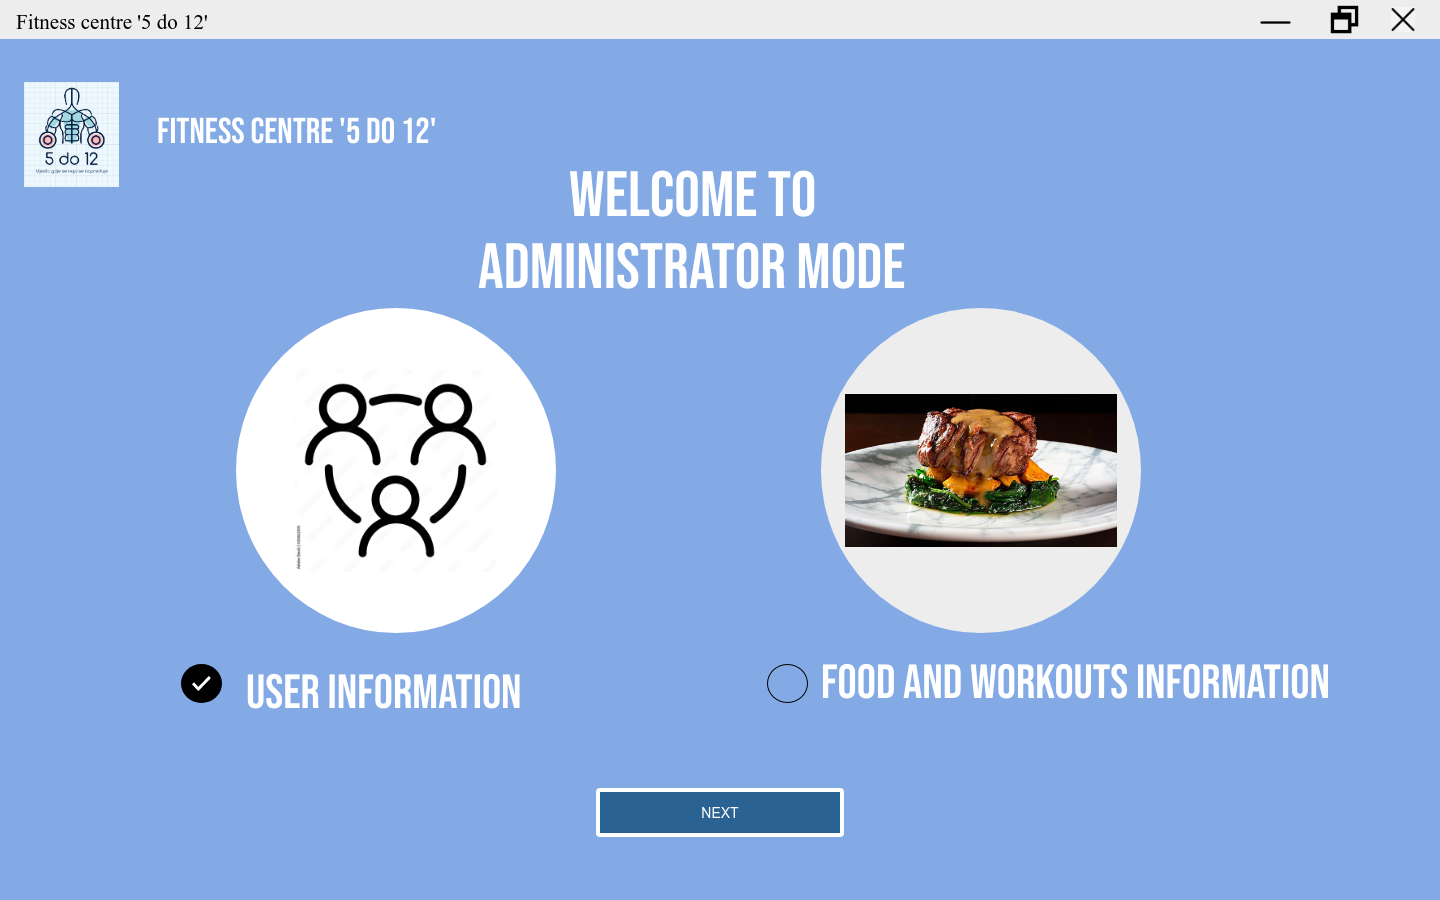 Fitness centre '5 do 12'
FITNESS CENTRE '5 DO 12'
5 do 12
WELCOME TO
ADMINISTRATOR MODE
USER INFORMATION
FOOD AND WORKOUTS INFORMATION
NEXT